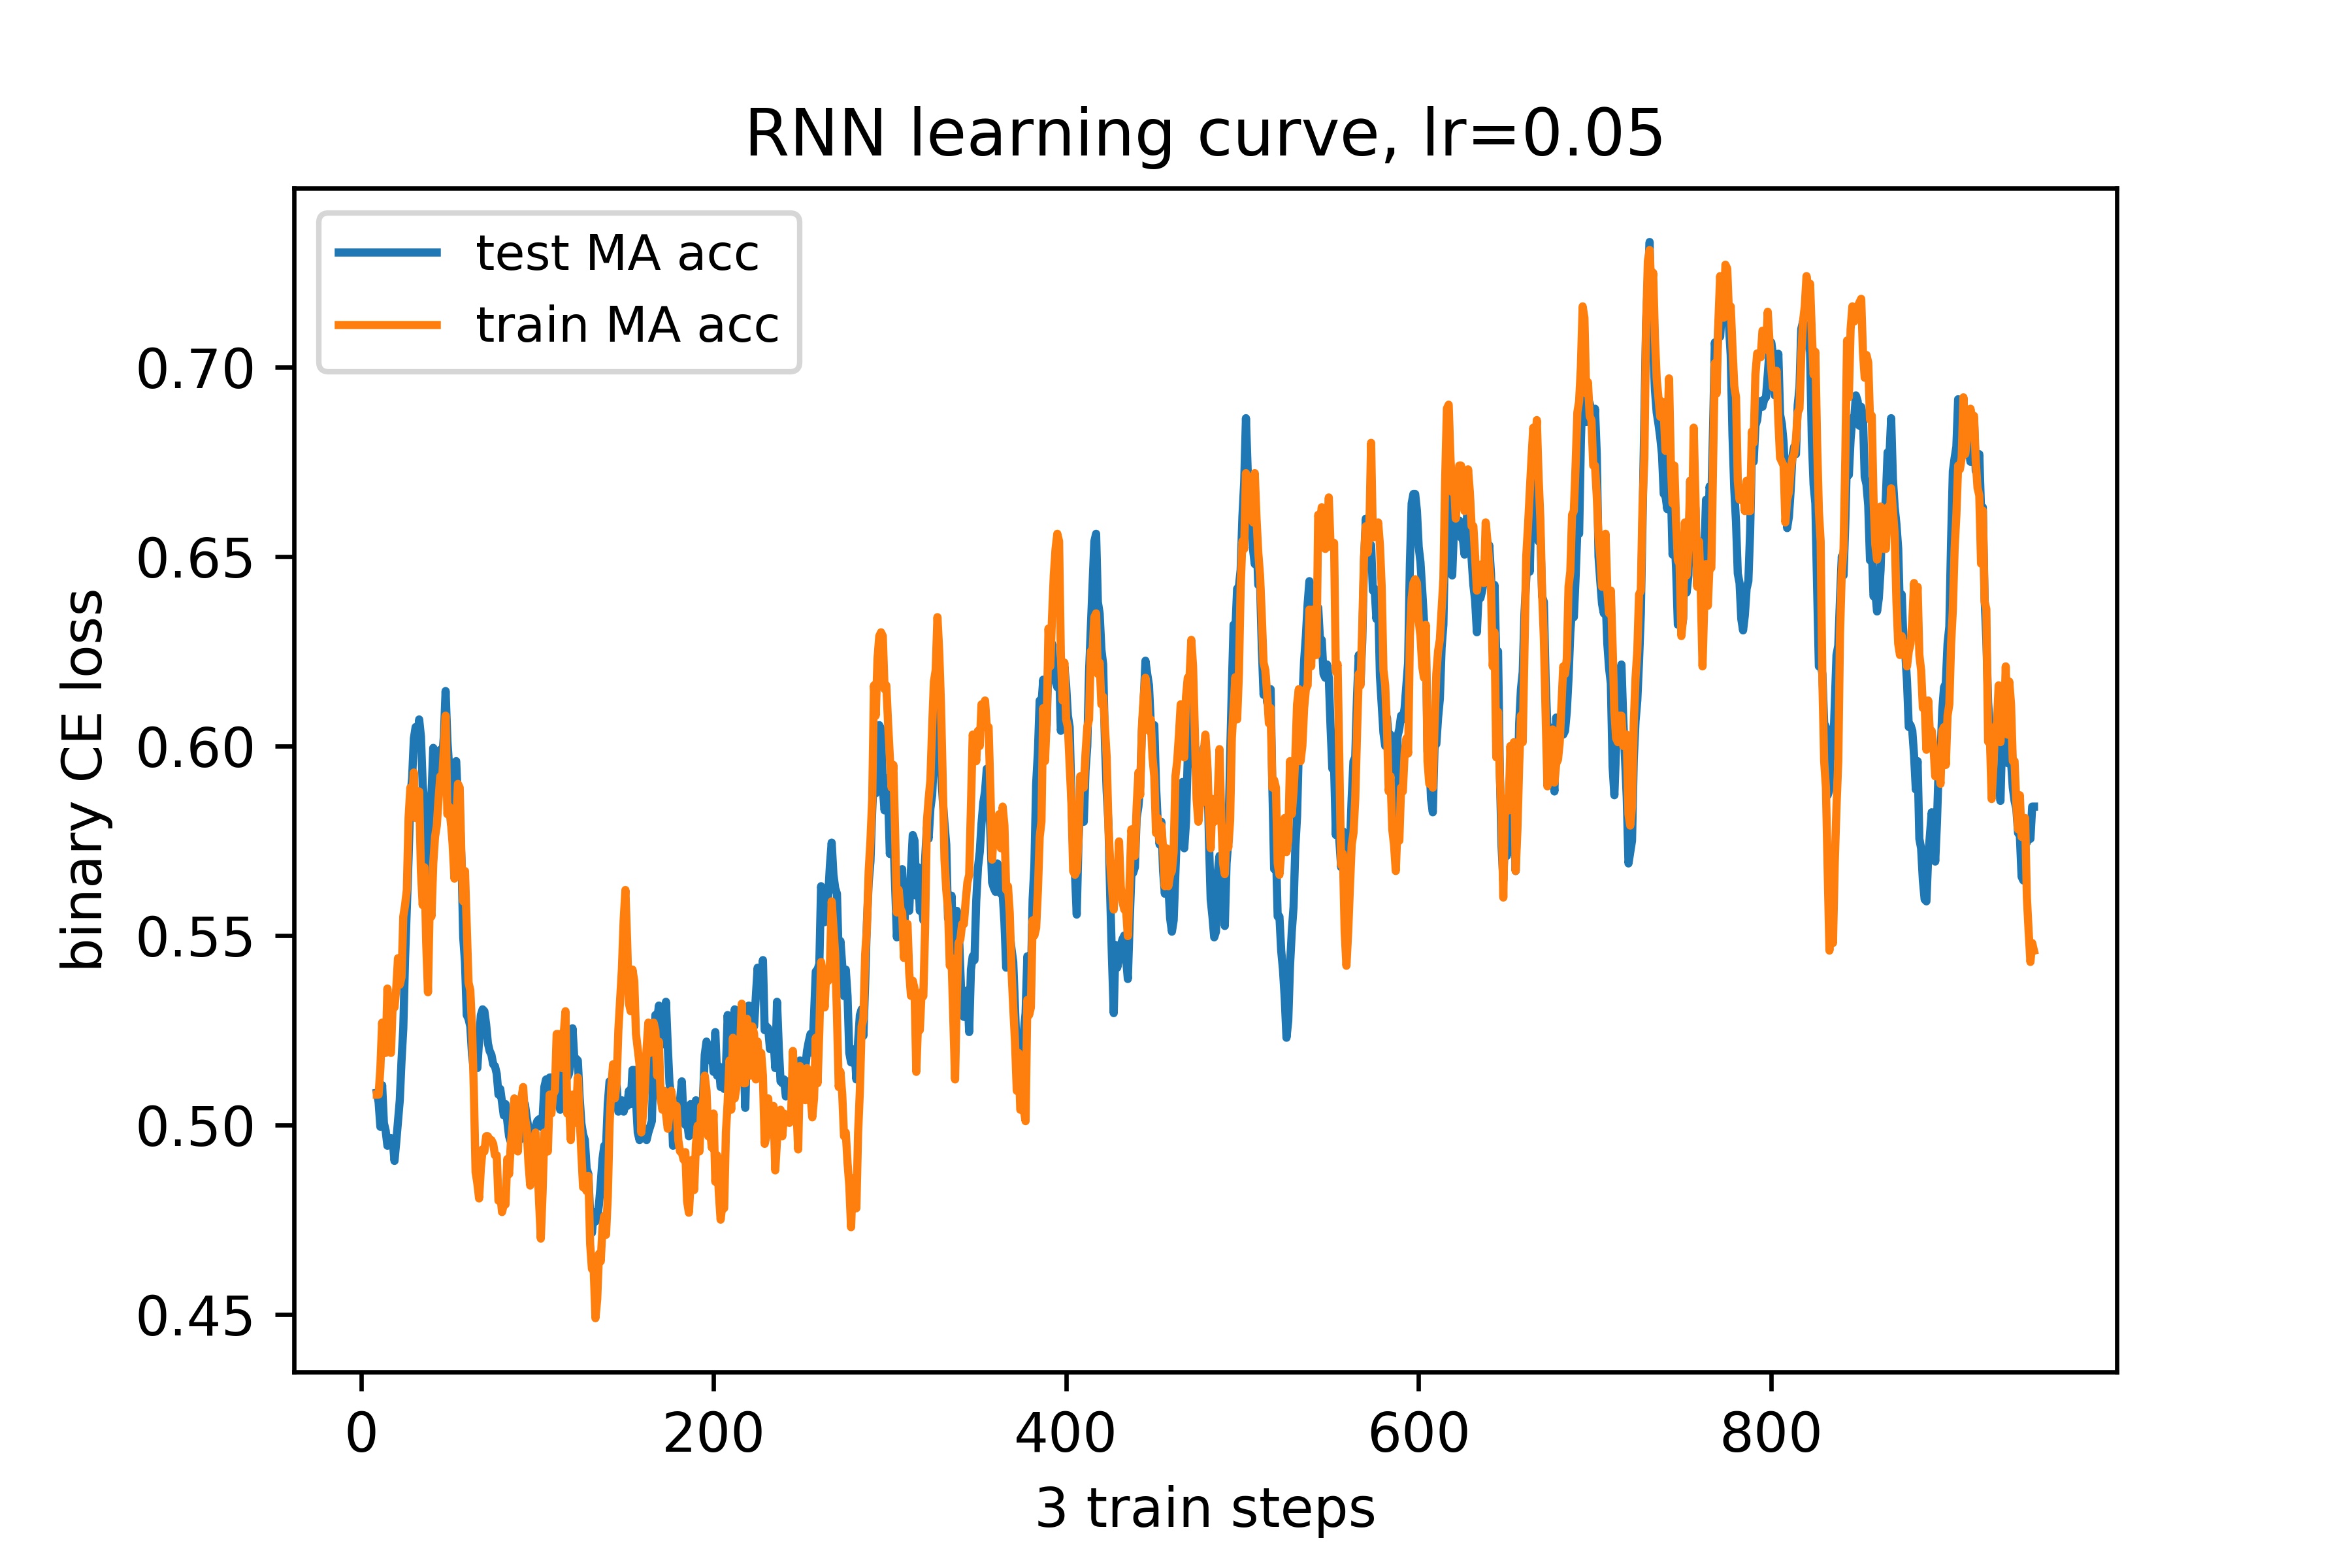 RNN learning curve, lr=0.05
test MA acc
train MA acc
binary CE loss
0.70
0.65
0.60
0.55
0.50
0.45
0 200 400 600 800
3 train steps